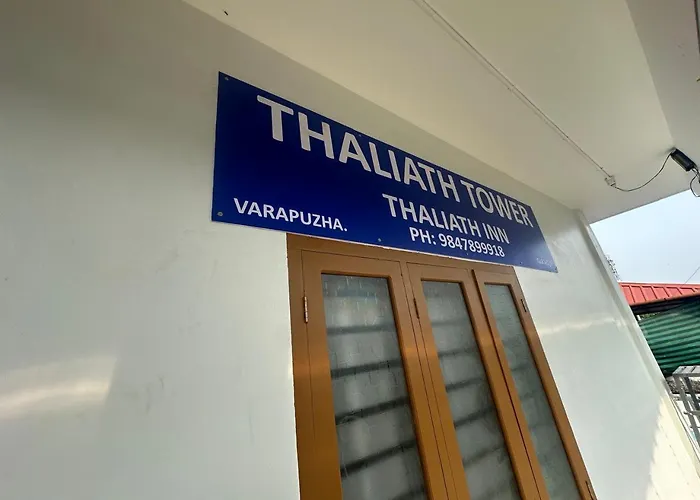 THALIATH TOWER
THALIATH INN
VARAPUZHA.
PH: 9847899918